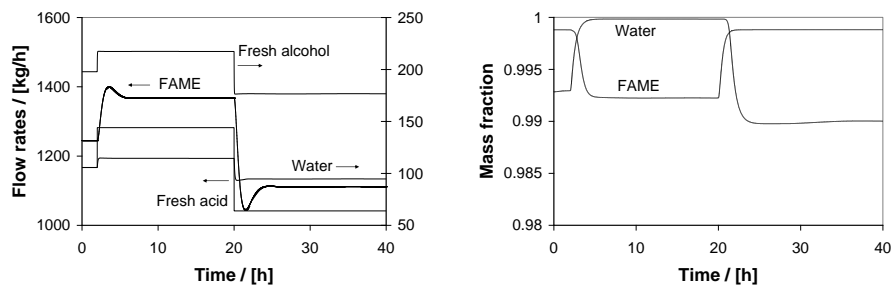 1600
1400
1200
1000
250
200
150
100
50
0
10
20
30
40
Flow rates / [kg/h]
Time / [h]
Fresh alcohol
FAME
Water
Fresh acid
1
0.995
0.99
0.985
0.98
0
10
20
30
40
Mass fraction
Time / [h]
Water
FAME